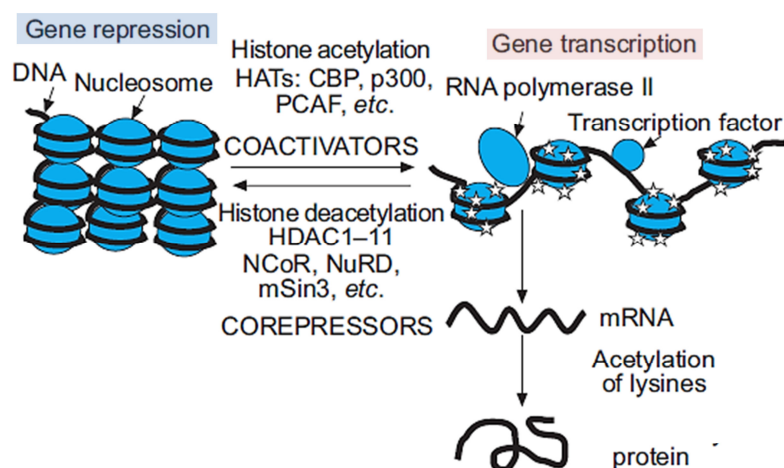 Gene repression
DNA
Nucleosome
Histone acetylation
HATs: CBP, p300,
PCAF, etc.
COACTIVATORS
Histone deacetylation
HDAC1–11
NCoR, NuRD,
mSin3, etc.
COREPRESSORS
Gene transcription
RNA polymerase II
Transcription factor
mRNA
Acetylation
of lysines
protein